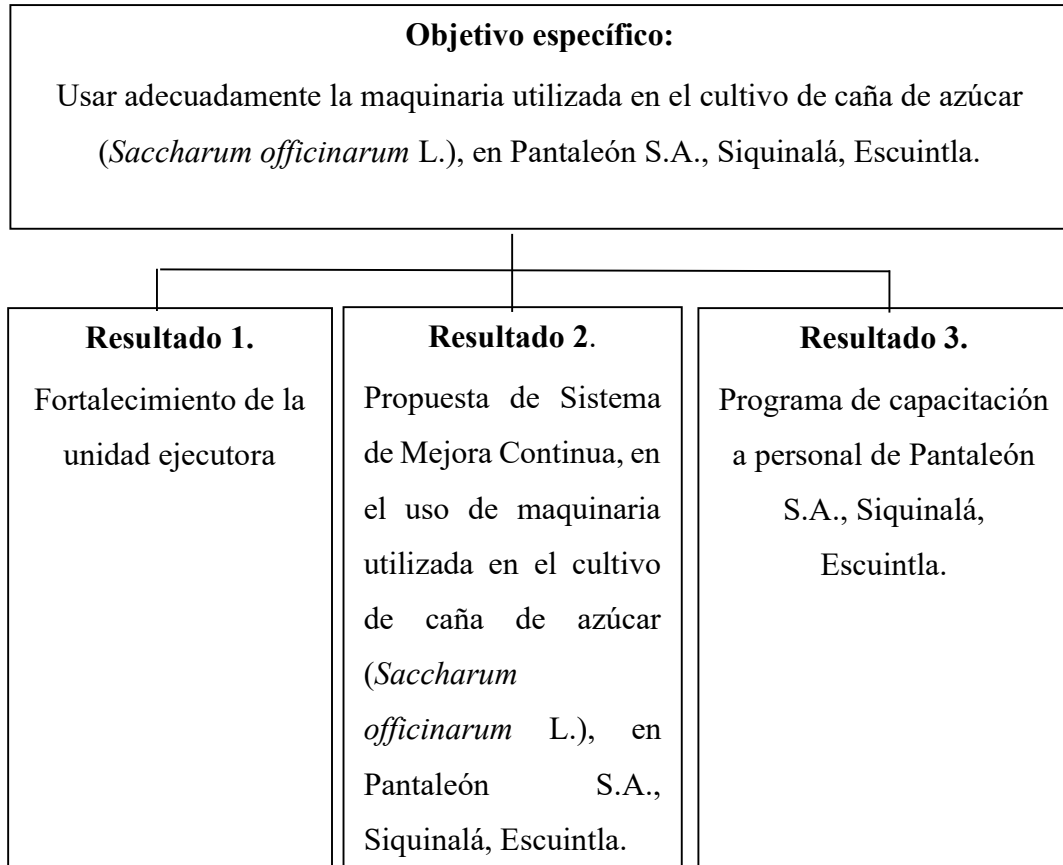 Objetivo específico:
Usar adecuadamente la maquinaria utilizada en el cultivo de caña de azúcar
(Saccharum officinarum L.), en Pantaleón S.A., Siquinalá, Escuintla.
Resultado 1.
Fortalecimiento de la
unidad ejecutora
Resultado 2.
Propuesta de Sistema
de Mejora Continua, en
el uso de maquinaria
utilizada en el cultivo
de caña de azúcar
(Saccharum
officinarum L.), en
Pantaleón S.A.,
Siquinalá, Escuintla.
Resultado 3.
Programa de capacitación
a personal de Pantaleón
S.A., Siquinalá,
Escuintla.